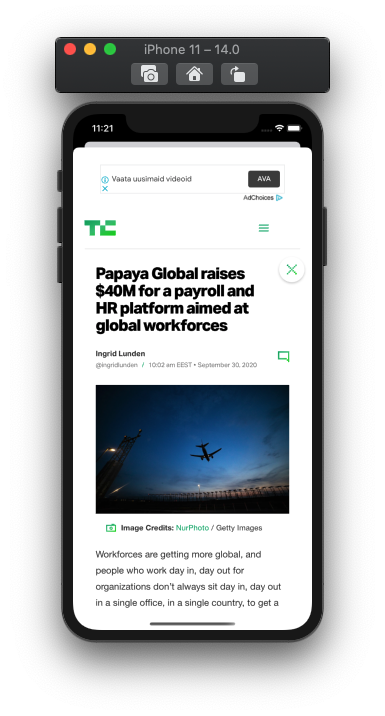 iPhone 11 – 14.0
11:21
Vaata uusimaid videoid
AVA
AdChoices
TC
Papaya Global raises
$40M for a payroll and
HR platform aimed at
global workforces
Ingrid Lunden
@ingridlunden / 10:02 am EEST • September 30, 2020
Image Credits: NurPhoto / Getty Images
Workforces are getting more global, and
people who work day in, day out for
organizations don’t always sit day in, day out
in a single office, in a single country, to get a